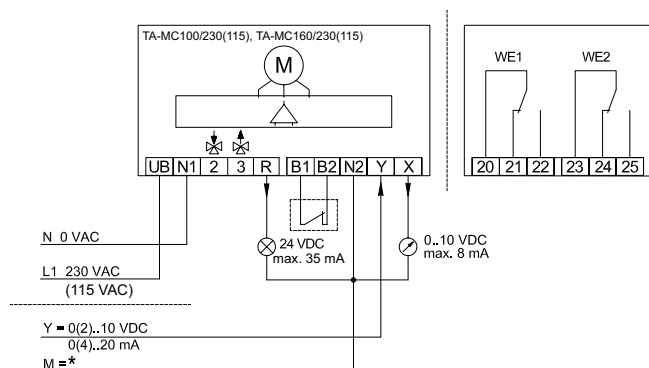 TA-MC100/230(115), TA-MC160/230(115)
M
WE1 WE2
UB N1 2 3 R B1 B2 N2 Y X
20 21 22 23 24 25
N 0 VAC
24 VDC
max. 35 mA
0..10 VDC
max. 8 mA
L1 230 VAC
(115 VAC)
Y = 0(2)..10 VDC
0(4)..20 mA
M =*